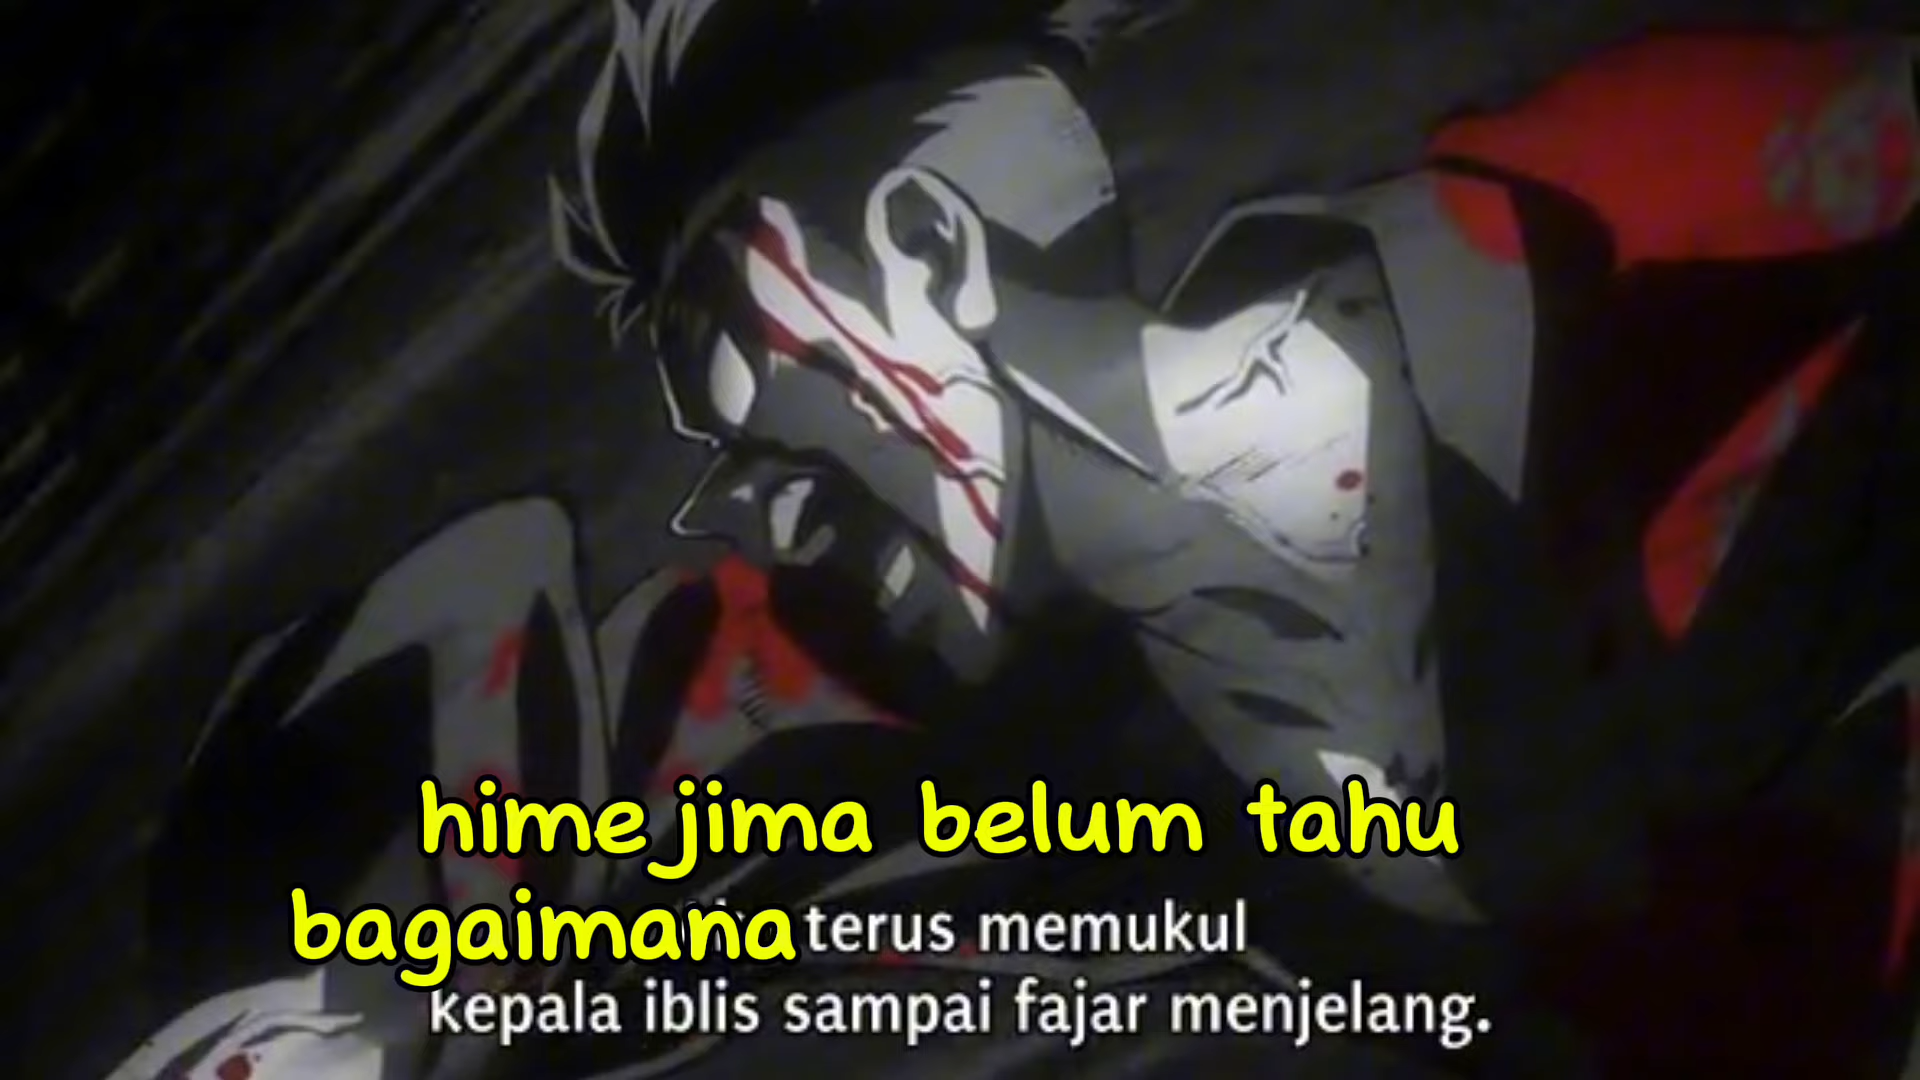 himejima belum tahu
bagaimana
terus memukul
kepala iblis sampai fajar menjelang.